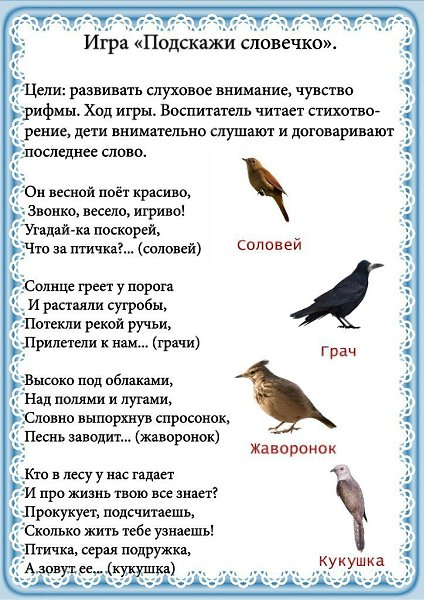 Игра «Подскажи словечко».
Цели: развивать слуховое внимание, чувство
рифмы. Ход игры. Воспитатель читает стихотво-
рение, дети внимательно слушают и договаривают
последнее слово.
Он весной поёт красиво,
Звонко, весело, игриво!
Угадай-ка поскорей,
Что за птичка?... (соловей)
Соловей
Солнце греет у порога
И растаяли сугробы,
Потекли рекой ручьи,
Прилетели к нам... (грачи)
Грач
Высоко под облаками,
Над полями и лугами,
Словно выпорхнув спросонок,
Песнь заводит... (жаворонок)
Жаворонок
Кто в лесу у нас гадает
И про жизнь твою все знает?
Прокукует, подсчитаешь,
Сколько жить тебе узнаешь!
Птичка, серая подружка,
А зовут ее... (кукушка)
Кукушка